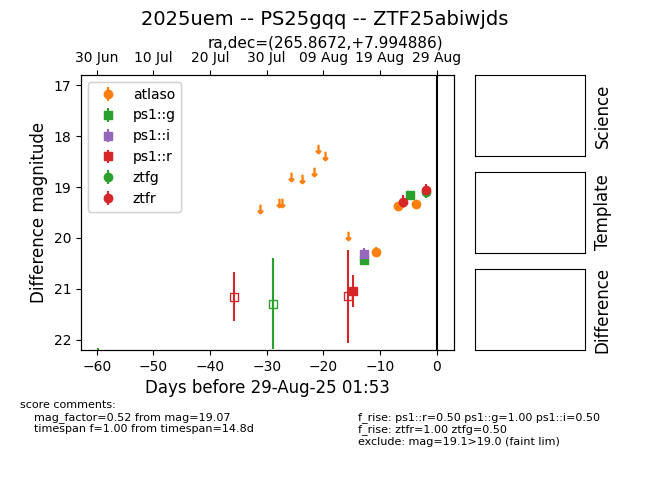 2025uem -- PS25gqq -- ZTF25abiwjds
ra,dec=(265.8672,+7.994886)
30 Jun 10 Jul 20 Jul 30 Jul 09 Aug 19 Aug 29 Aug
atlaso
ps1::g
ps1::i
ps1::r
ztfg
ztfr
17
18
19
20
21
22
Difference magnitude
−60 −50 −40 −30 −20 −10 0
Days before 29-Aug-25 01:53
Science
Template
Difference
score comments:
mag_factor=0.52 from mag=19.07
timespan f=1.00 from timespan=14.8d
f_rise: ps1::r=0.50 ps1::g=1.00 ps1::i=0.50
f_rise: ztfr=1.00 ztfg=0.50
exclude: mag=19.1>19.0 (faint lim)